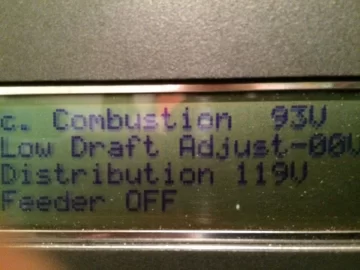 c. Combustion 93V
Low Draft Adjust-00V
Distribution 119V
Feeder OFF